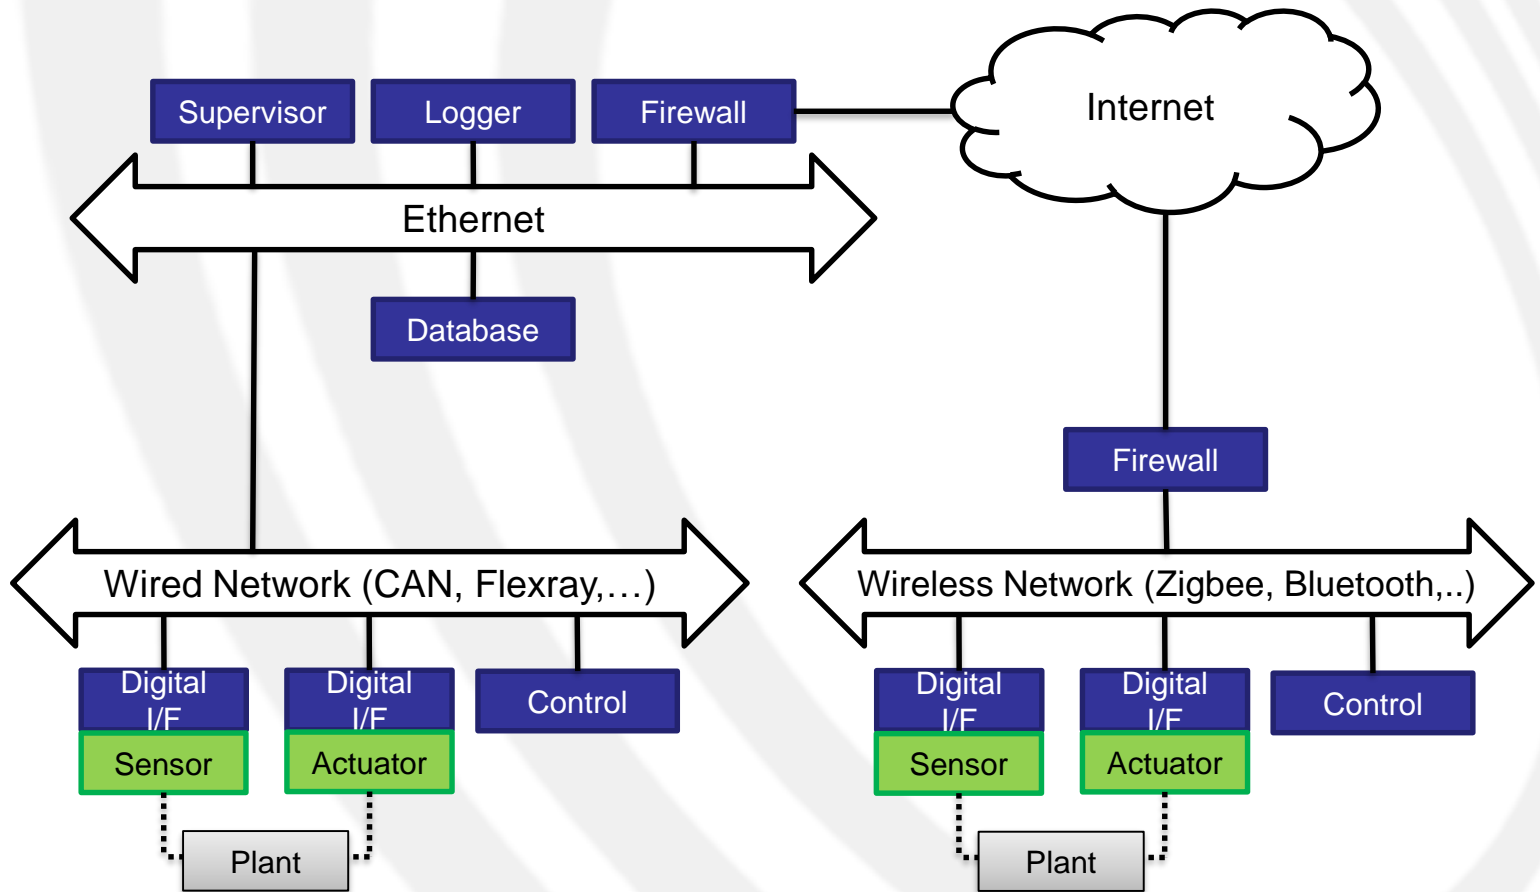 Supervisor
Logger
Firewall
Internet
Ethernet
Database
Firewall
Wired Network (CAN, Flexray,…)
Wireless Network (Zigbee, Bluetooth,..)
Digital
I/F
Sensor
Digital
I/F
Actuator
Control
Plant
Digital
I/F
Sensor
Digital
I/F
Actuator
Control
Plant